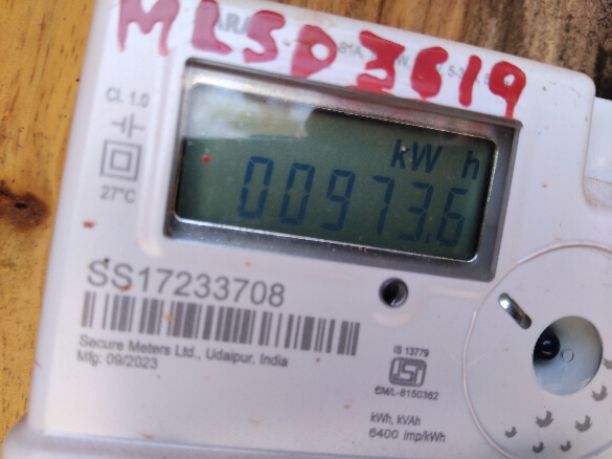 MLSD3619
Cl. 1.0
27°C
kW h
00973.6
SS17233708
Secure Meters Ltd., Udaipur, India
Mfg: 09/2023
IS 13779
CM/L-8150362
kWh, kVAh
6400 imp/kWh